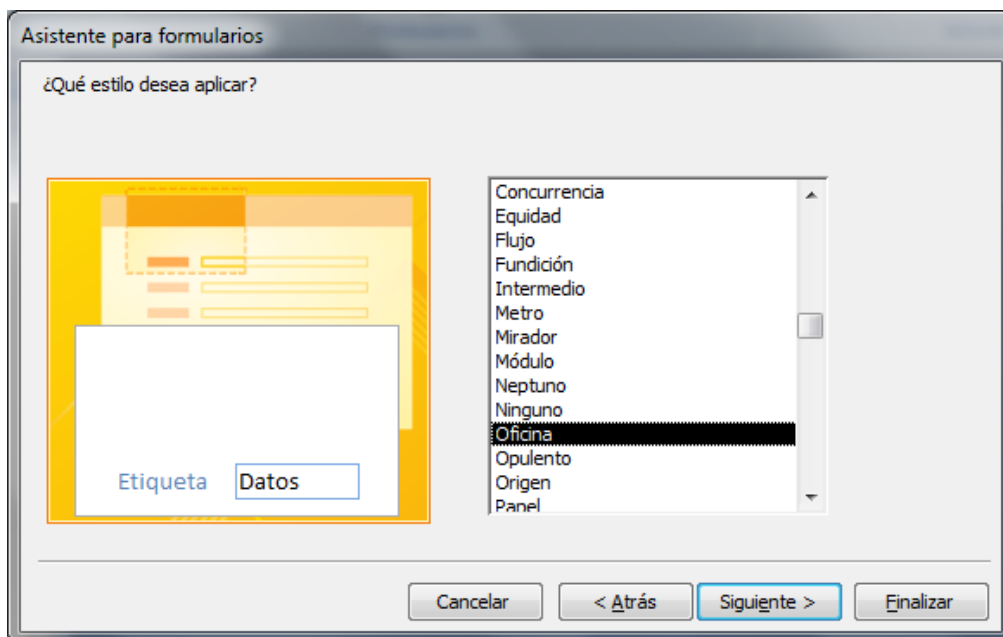 Asistente para formularios
¿Qué estilo desea aplicar?
Etiqueta Datos
Concurrencia
Equidad
Flujo
Fundición
Intermedio
Metro
Mirador
Módulo
Neptuno
Ninguno
Oficina
Opulento
Origen
Panel
Cancelar < Atrás Siguiente > Finalizar